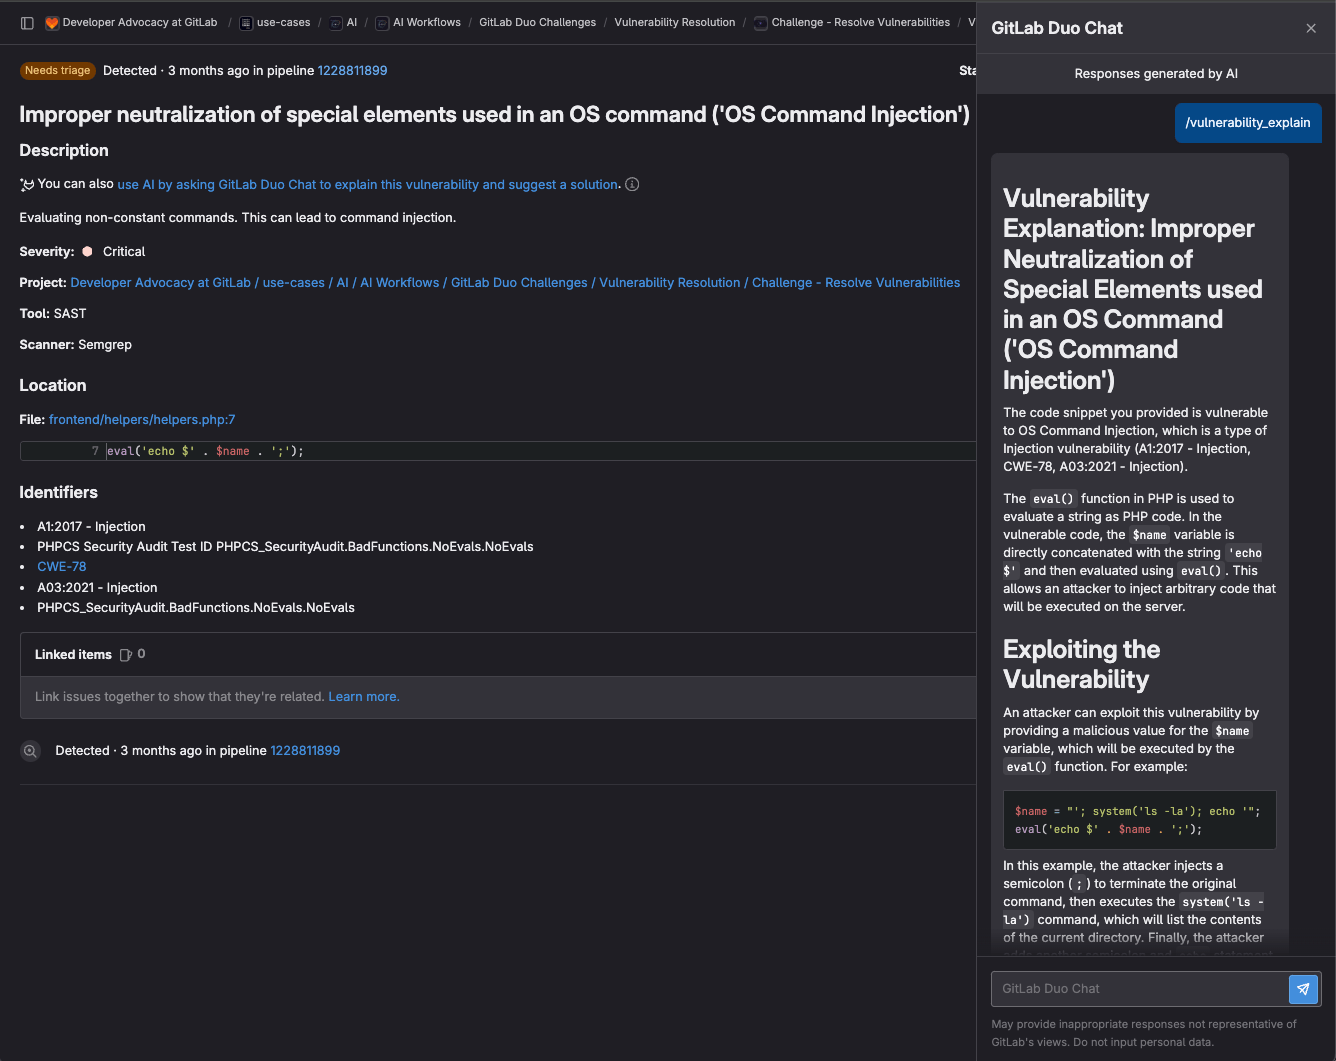 Developer Advocacy at GitLab / use-cases / AI / AI Workflows / GitLab Duo Challenges / Vulnerability Resolution / Challenge - Resolve Vulnerabilities / V
Needs triage Detected · 3 months ago in pipeline 1228811899
Sta
Improper neutralization of special elements used in an OS command ('OS Command Injection')
Description
You can also use AI by asking GitLab Duo Chat to explain this vulnerability and suggest a solution.
Evaluating non-constant commands. This can lead to command injection.
Severity: Critical
Project: Developer Advocacy at GitLab / use-cases / AI / AI Workflows / GitLab Duo Challenges / Vulnerability Resolution / Challenge - Resolve Vulnerabilities
Tool: SAST
Scanner: Semgrep
Location
File: frontend/helpers/helpers.php:7
7 eval('echo $' . $name . ';');
Identifiers
• A1:2017 - Injection
• PHPCS Security Audit Test ID PHPCS_SecurityAudit.BadFunctions.NoEvals.NoEvals
• CWE-78
• A03:2021 - Injection
• PHPCS_SecurityAudit.BadFunctions.NoEvals.NoEvals
Linked items 0
Link issues together to show that they're related. Learn more.
Detected · 3 months ago in pipeline 1228811899
GitLab Duo Chat
Responses generated by AI
/vulnerability_explain
Vulnerability
Explanation: Improper
Neutralization of
Special Elements used
in an OS Command
('OS Command
Injection')
The code snippet you provided is vulnerable
to OS Command Injection, which is a type of
Injection vulnerability (A1:2017 - Injection,
CWE-78, A03:2021 - Injection).
The eval() function in PHP is used to
evaluate a string as PHP code. In the
vulnerable code, the $name variable is
directly concatenated with the string 'echo
$' and then evaluated using eval(). This
allows an attacker to inject arbitrary code that
will be executed on the server.
Exploiting the
Vulnerability
An attacker can exploit this vulnerability by
providing a malicious value for the $name
variable, which will be executed by the
eval() function. For example:
$name = "'; system('ls -la'); echo '";
eval('echo $' . $name . ';');
In this example, the attacker injects a
semicolon (;) to terminate the original
command, then executes the system('ls -
la') command, which will list the contents
of the current directory. Finally, the attacker
GitLab Duo Chat
May provide inappropriate responses not representative of
GitLab's views. Do not input personal data.